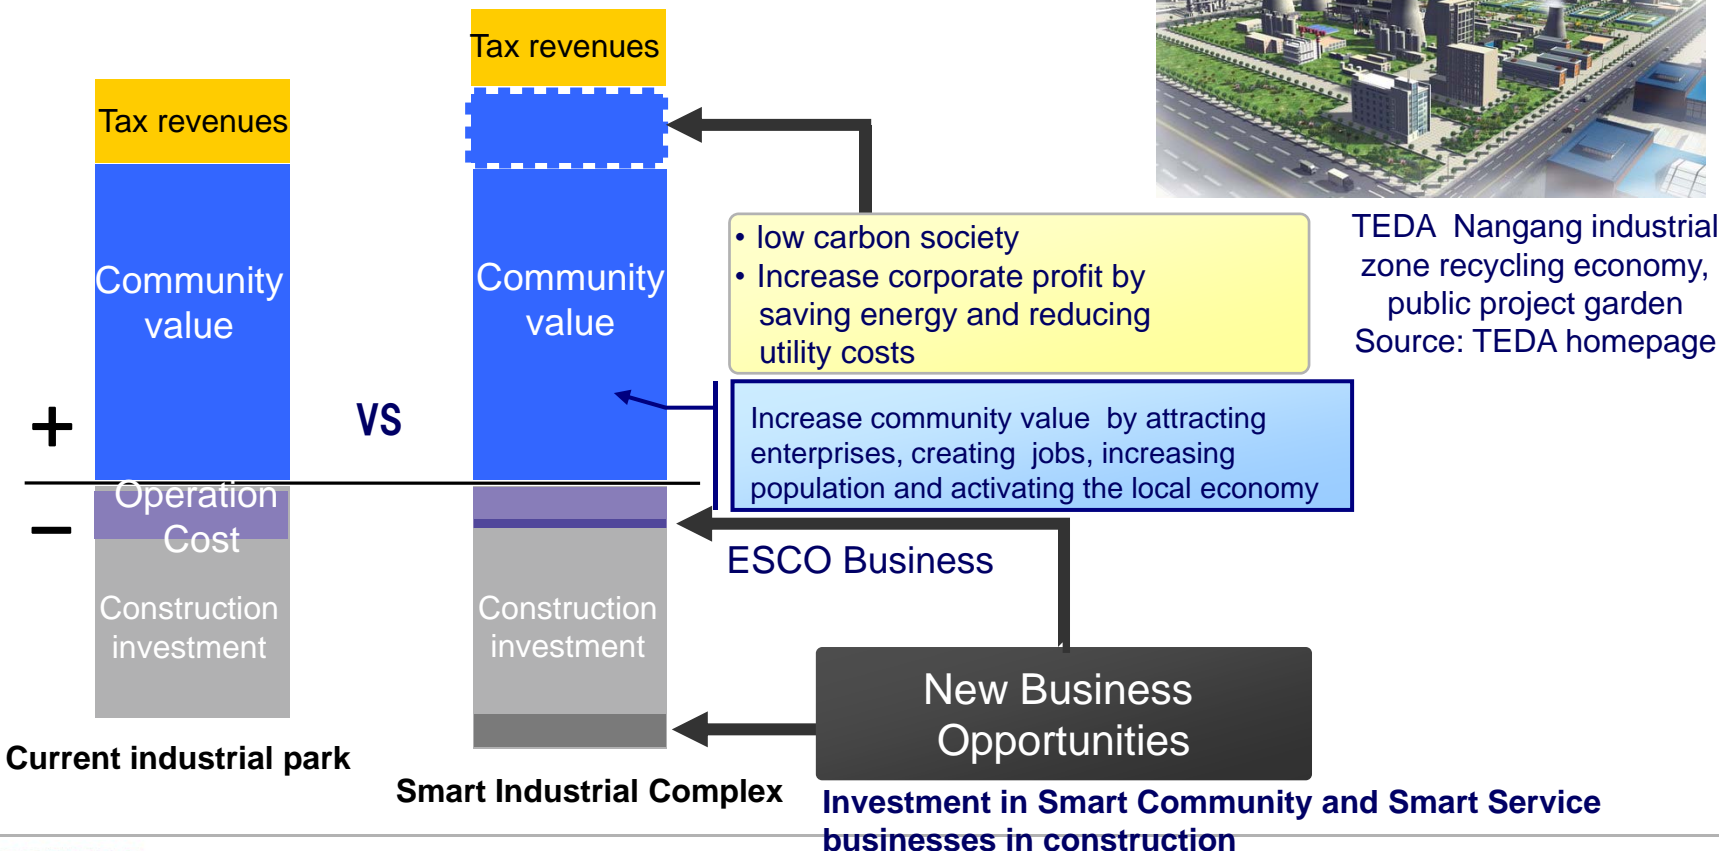 Tax revenues
Tax revenues
Community
value
Community
value
• low carbon society
• Increase corporate profit by
saving energy and reducing
utility costs
TEDA Nangang industrial
zone recycling economy,
public project garden
Source: TEDA homepage
+
VS
Increase community value by attracting
enterprises, creating jobs, increasing
population and activating the local economy
−
Operation
Cost
ESCO Business
Construction
investment
Construction
investment
New Business
Opportunities
Current industrial park
Smart Industrial Complex
Investment in Smart Community and Smart Service
businesses in construction